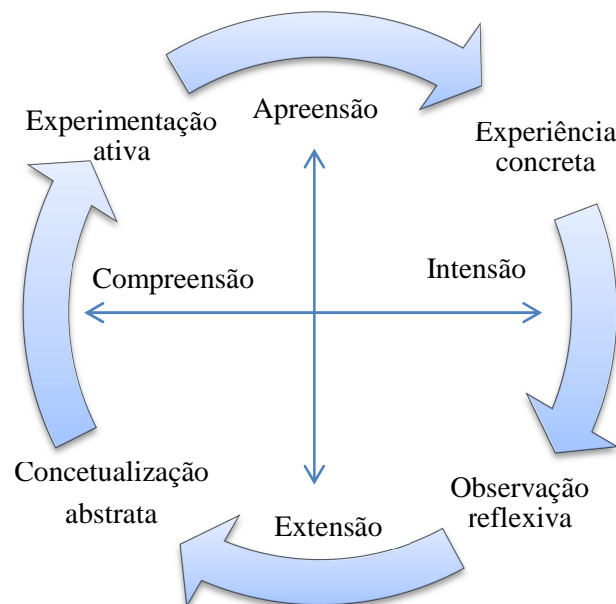 Apreensão
Experimentação
ativa
Experiência
concreta
Compreensão
Intensão
Concetualização
abstrata
Observação
reflexiva
Extensão